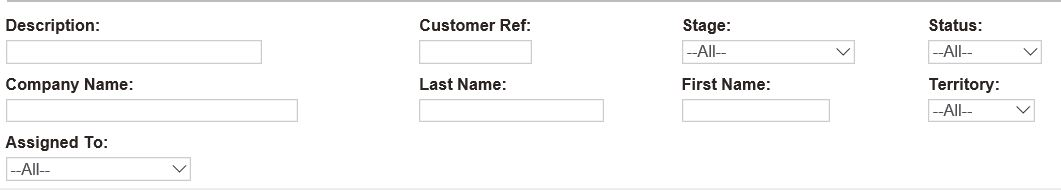 Description: Customer Ref: Stage: Status:
--All-- --All--
Company Name: Last Name: First Name: Territory:
--All--
Assigned To:
--All--